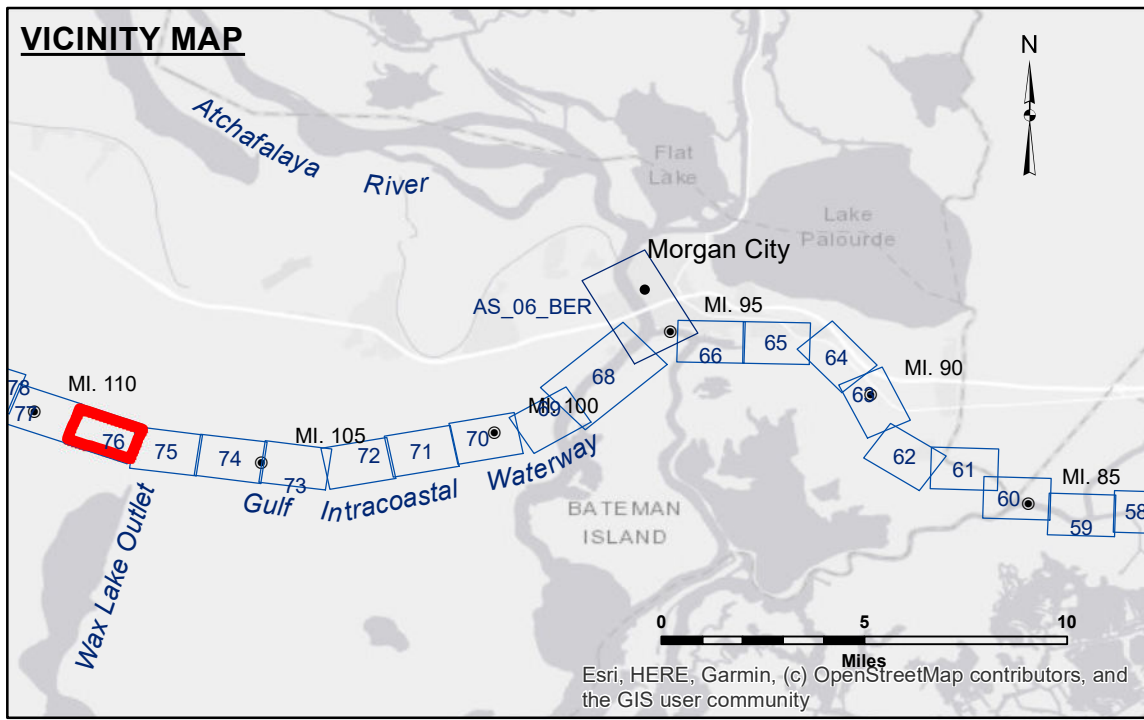 VICINITY MAP
N
Atchafalaya
River
Flat
Lake
Lake
Palourde
Morgan City
AS_06_BER
MI. 95
66
65
64
MI. 90
63
68
78
77
MI. 110
76
75
74
MI. 105
73
72
71
70
69
MI. 100
62
61
60
MI. 85
59
58
Gulf Intracoastal Waterway
Wax Lake Outlet
BATEMAN
ISLAND
0 5 10
Miles
Esri, HERE, Garmin, (c) OpenStreetMap contributors, and
the GIS user community